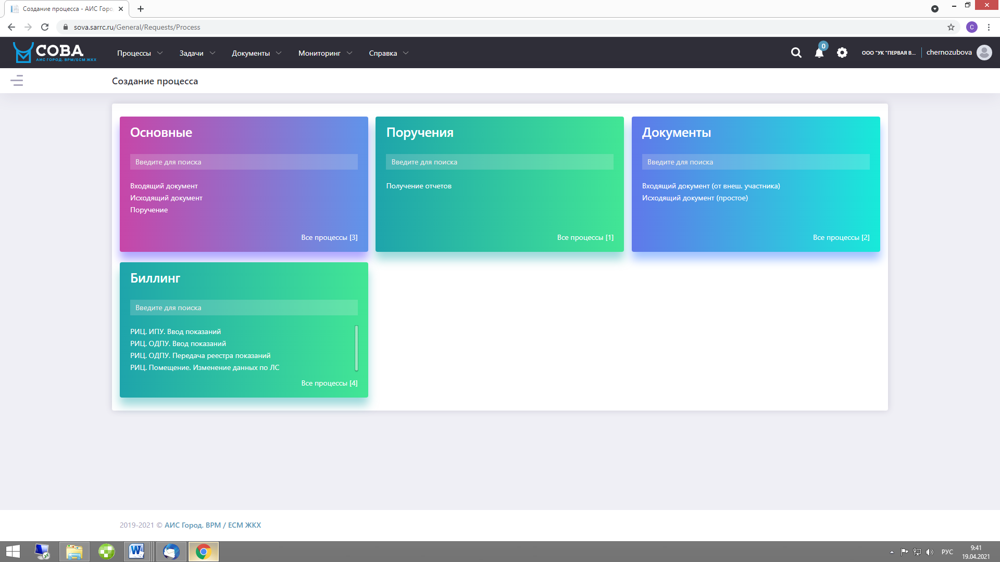 Создание процесса - АИС Горо
sova.sarrc.ru/General/Requests/Process
C
СОВА
АИС ГОРОД. BPM/ECM ЖКХ
Процессы
Задачи
Документы
Мониторинг
Справка
0
ООО "УК "ПЕРВАЯ В...
chernozubova
Создание процесса
Основные
Введите для поиска
Входящий документ
Исходящий документ
Поручение
Все процессы [3]
Поручения
Введите для поиска
Получение отчетов
Все процессы [1]
Документы
Введите для поиска
Входящий документ (от внеш. участника)
Исходящий документ (простое)
Все процессы [2]
Биллинг
Введите для поиска
РИЦ. ИПУ. Ввод показаний
РИЦ. ОДПУ. Ввод показаний
РИЦ. ОДПУ. Передача реестра показаний
РИЦ. Помещение. Изменение данных по ЛС
Все процессы [4]
2019-2021 © АИС Город. BPM / ECM ЖКХ
РУС
9:41
19.04.2021